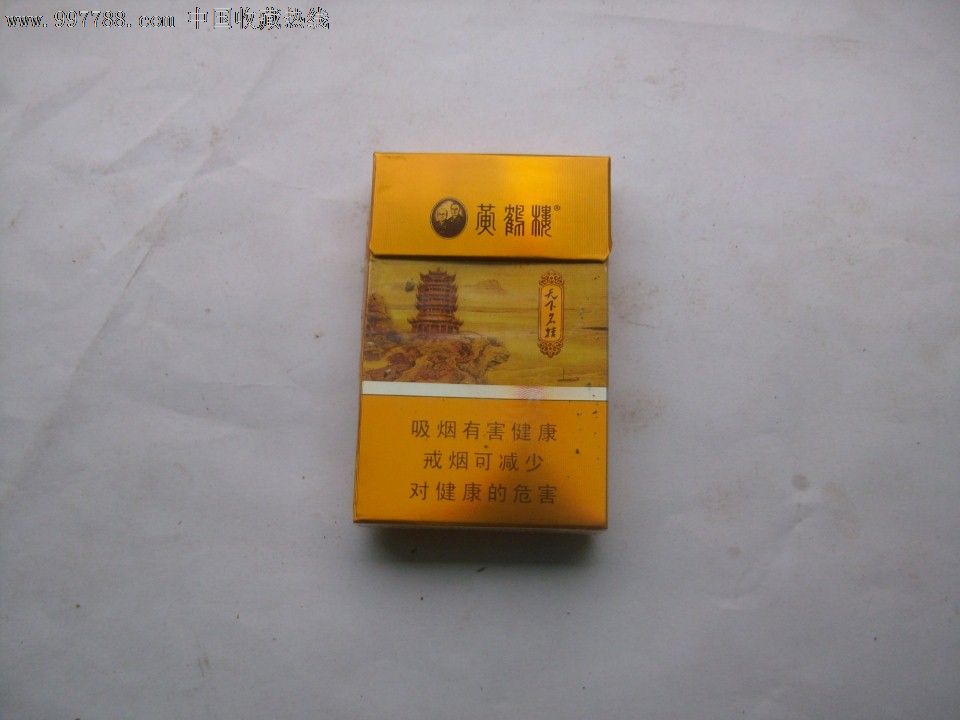 www.997788.com 中国收藏热线
黄鹤楼®
天下名楼
吸烟有害健康
戒烟可减少
对健康的危害